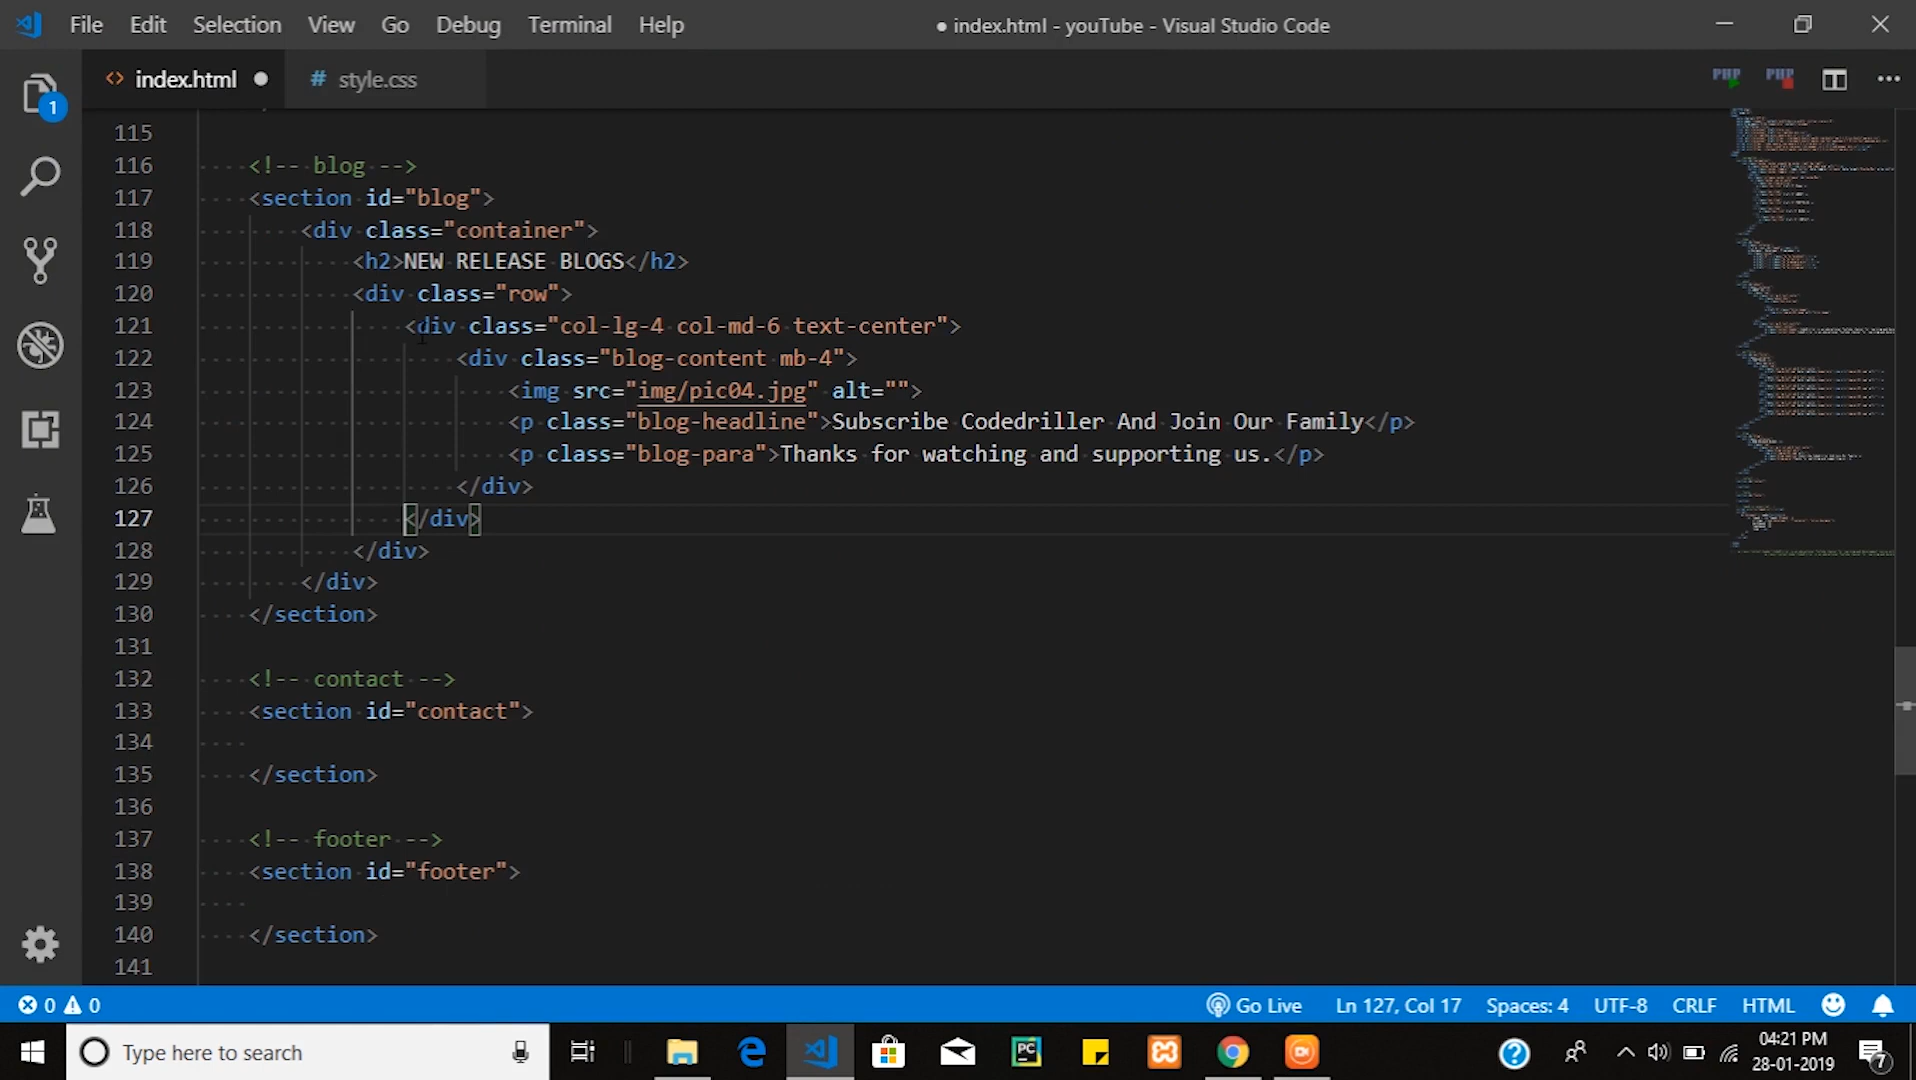 File Edit Selection View Go Debug Terminal Help
● index.html - youTube - Visual Studio Code
<> index.html ●
# style.css
PHP PHP
1
115
116 <!-- blog -->
117 <section id="blog">
118 <div class="container">
119 <h2>NEW RELEASE BLOGS</h2>
120 <div class="row">
121 <div class="col-lg-4 col-md-6 text-center">
122 <div class="blog-content mb-4">
123 <img src="img/pic04.jpg" alt="">
124 <p class="blog-headline">Subscribe Codedriller And Join Our Family</p>
125 <p class="blog-para">Thanks for watching and supporting us.</p>
126 </div>
127 </div>
128 </div>
129 </div>
130 </section>
131
132 <!-- contact -->
133 <section id="contact">
134
135 </section>
136
137 <!-- footer -->
138 <section id="footer">
139
140 </section>
141
0 0 Go Live Ln 127, Col 17 Spaces: 4 UTF-8 CRLF HTML
Type here to search
PC
04:21 PM
28-01-2019
7